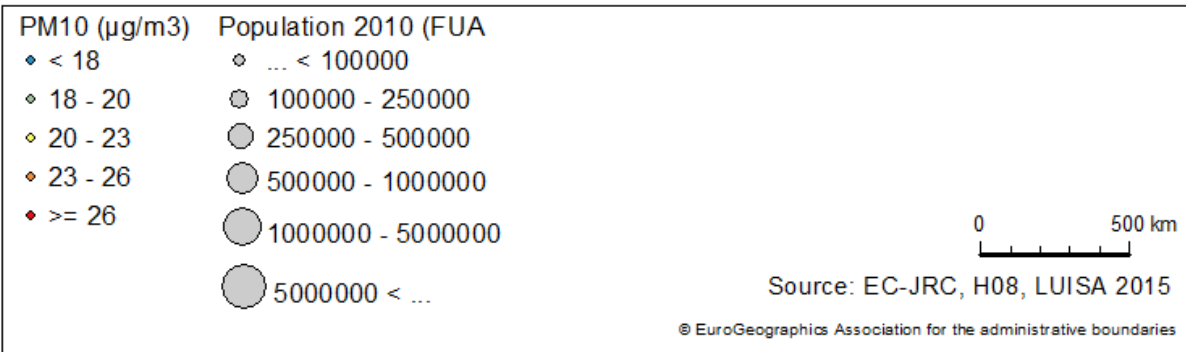 PM10 (µg/m3) Population 2010 (FUA
< 18 ... < 100000
18 - 20 100000 - 250000
20 - 23 250000 - 500000
23 - 26 500000 - 1000000
>= 26 1000000 - 5000000
5000000 < ...
0 500 km
Source: EC-JRC, H08, LUISA 2015
© EuroGeographics Association for the administrative boundaries